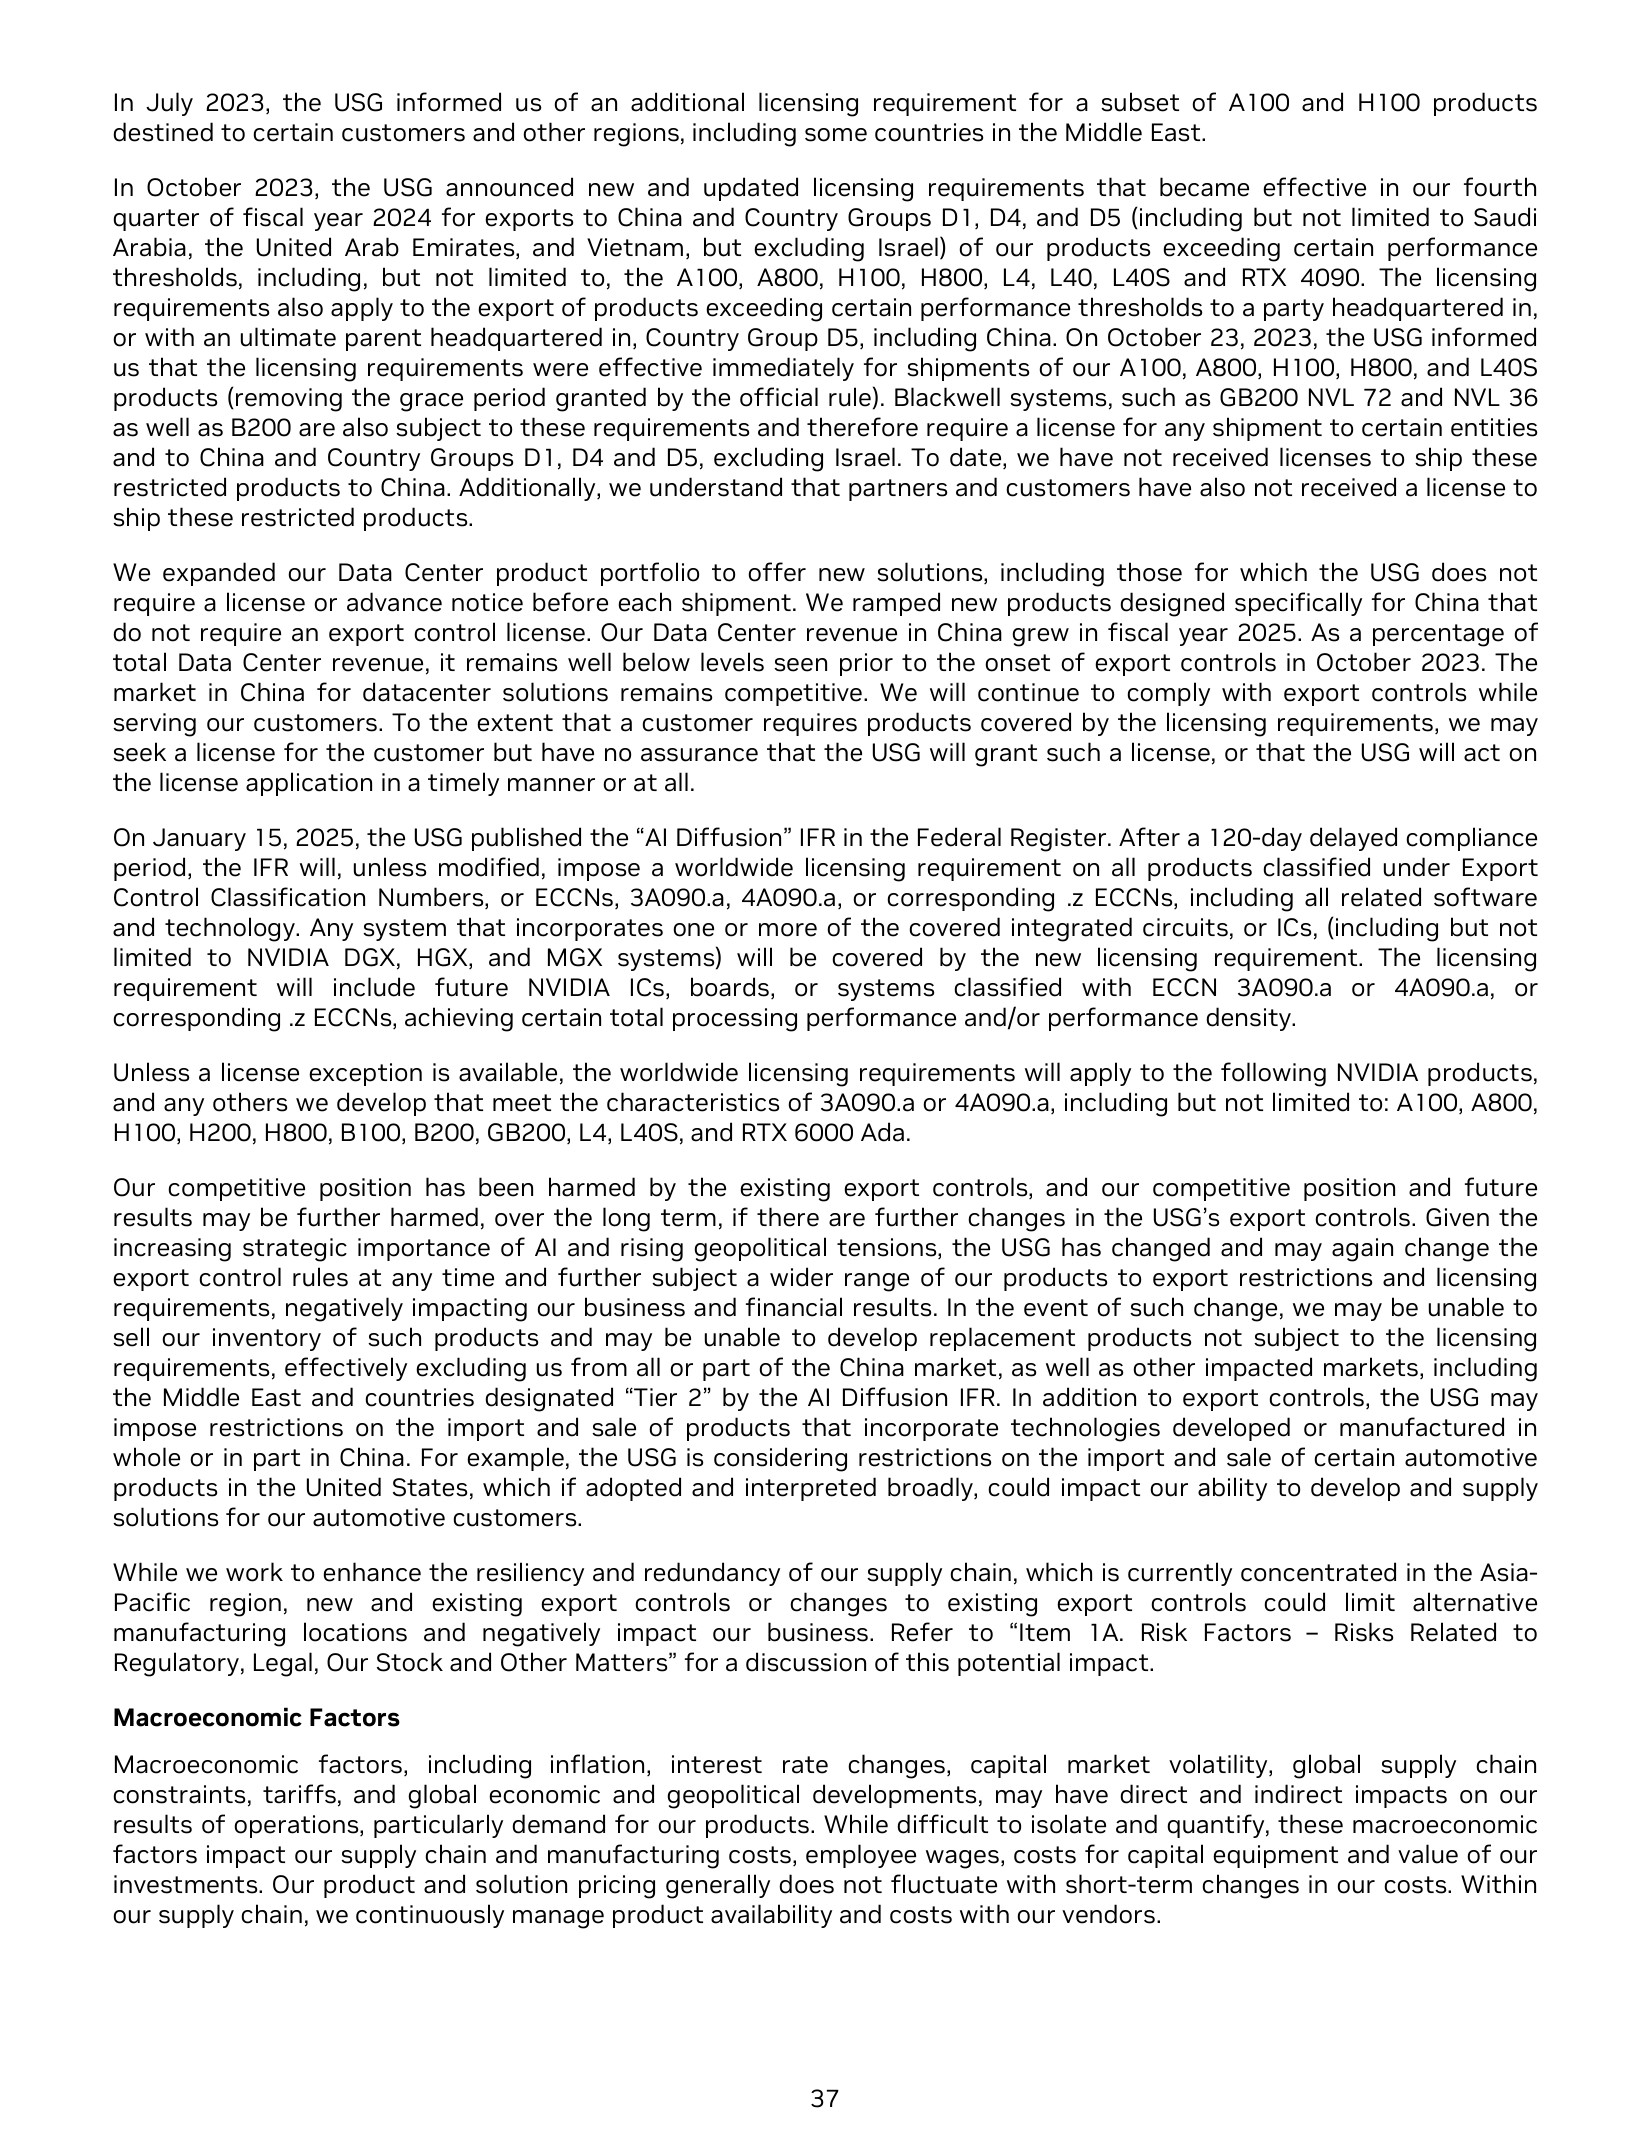 In July 2023, the USG informed us of an additional licensing requirement for a subset of A100 and H100 products
destined to certain customers and other regions, including some countries in the Middle East.
In October 2023, the USG announced new and updated licensing requirements that became effective in our fourth
quarter of fiscal year 2024 for exports to China and Country Groups D1, D4, and D5 (including but not limited to Saudi
Arabia, the United Arab Emirates, and Vietnam, but excluding Israel) of our products exceeding certain performance
thresholds, including, but not limited to, the A100, A800, H100, H800, L4, L40, L40S and RTX 4090. The licensing
requirements also apply to the export of products exceeding certain performance thresholds to a party headquartered in,
or with an ultimate parent headquartered in, Country Group D5, including China. On October 23, 2023, the USG informed
us that the licensing requirements were effective immediately for shipments of our A100, A800, H100, H800, and L40S
products (removing the grace period granted by the official rule). Blackwell systems, such as GB200 NVL 72 and NVL 36
as well as B200 are also subject to these requirements and therefore require a license for any shipment to certain entities
and to China and Country Groups D1, D4 and D5, excluding Israel. To date, we have not received licenses to ship these
restricted products to China. Additionally, we understand that partners and customers have also not received a license to
ship these restricted products.
We expanded our Data Center product portfolio to offer new solutions, including those for which the USG does not
require a license or advance notice before each shipment. We ramped new products designed specifically for China that
do not require an export control license. Our Data Center revenue in China grew in fiscal year 2025. As a percentage of
total Data Center revenue, it remains well below levels seen prior to the onset of export controls in October 2023. The
market in China for datacenter solutions remains competitive. We will continue to comply with export controls while
serving our customers. To the extent that a customer requires products covered by the licensing requirements, we may
seek a license for the customer but have no assurance that the USG will grant such a license, or that the USG will act on
the license application in a timely manner or at all.
On January 15, 2025, the USG published the “AI Diffusion” IFR in the Federal Register. After a 120-day delayed compliance
period, the IFR will, unless modified, impose a worldwide licensing requirement on all products classified under Export
Control Classification Numbers, or ECCNs, 3A090.a, 4A090.a, or corresponding .z ECCNs, including all related software
and technology. Any system that incorporates one or more of the covered integrated circuits, or ICs, (including but not
limited to NVIDIA DGX, HGX, and MGX systems) will be covered by the new licensing requirement. The licensing
requirement will include future NVIDIA ICs, boards, or systems classified with ECCN 3A090.a or 4A090.a, or
corresponding .z ECCNs, achieving certain total processing performance and/or performance density.
Unless a license exception is available, the worldwide licensing requirements will apply to the following NVIDIA products,
and any others we develop that meet the characteristics of 3A090.a or 4A090.a, including but not limited to: A100, A800,
H100, H200, H800, B100, B200, GB200, L4, L40S, and RTX 6000 Ada.
Our competitive position has been harmed by the existing export controls, and our competitive position and future
results may be further harmed, over the long term, if there are further changes in the USG’s export controls. Given the
increasing strategic importance of AI and rising geopolitical tensions, the USG has changed and may again change the
export control rules at any time and further subject a wider range of our products to export restrictions and licensing
requirements, negatively impacting our business and financial results. In the event of such change, we may be unable to
sell our inventory of such products and may be unable to develop replacement products not subject to the licensing
requirements, effectively excluding us from all or part of the China market, as well as other impacted markets, including
the Middle East and countries designated “Tier 2” by the AI Diffusion IFR. In addition to export controls, the USG may
impose restrictions on the import and sale of products that incorporate technologies developed or manufactured in
whole or in part in China. For example, the USG is considering restrictions on the import and sale of certain automotive
products in the United States, which if adopted and interpreted broadly, could impact our ability to develop and supply
solutions for our automotive customers.
While we work to enhance the resiliency and redundancy of our supply chain, which is currently concentrated in the Asia-
Pacific region, new and existing export controls or changes to existing export controls could limit alternative
manufacturing locations and negatively impact our business. Refer to “Item 1A. Risk Factors – Risks Related to
Regulatory, Legal, Our Stock and Other Matters” for a discussion of this potential impact.
Macroeconomic Factors
Macroeconomic factors, including inflation, interest rate changes, capital market volatility, global supply chain
constraints, tariffs, and global economic and geopolitical developments, may have direct and indirect impacts on our
results of operations, particularly demand for our products. While difficult to isolate and quantify, these macroeconomic
factors impact our supply chain and manufacturing costs, employee wages, costs for capital equipment and value of our
investments. Our product and solution pricing generally does not fluctuate with short-term changes in our costs. Within
our supply chain, we continuously manage product availability and costs with our vendors.
37